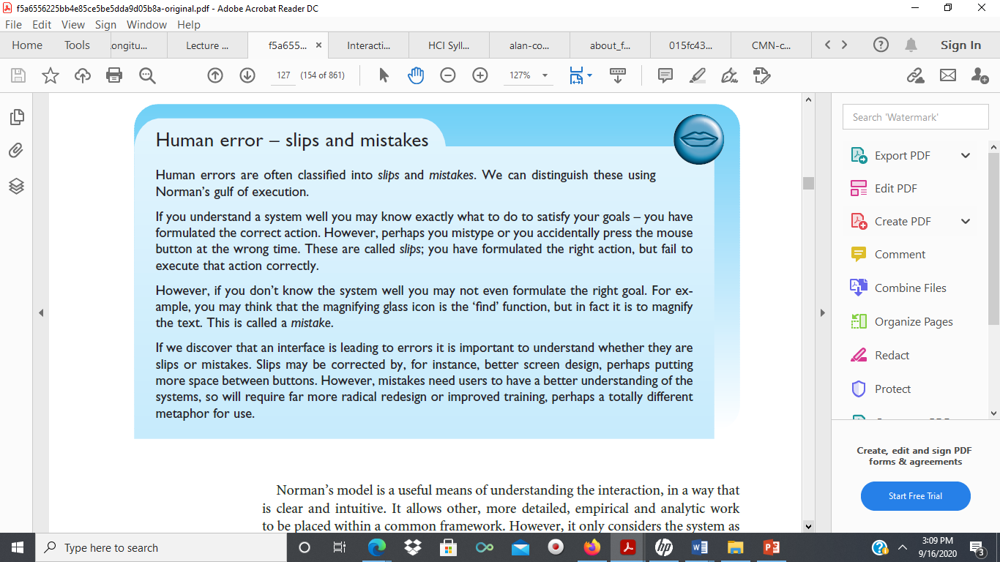 f5a6556225bb4e85ce5be5dda9d05b8a-original.pdf - Adobe Acrobat Reader DC
File Edit View Sign Window Help
Home Tools ongitu... Lecture ... f5a655... × Interacti... HCI Syll... alan-co... about_f... 015fc43... CMN-c... Sign In
127 (154 of 861) 127%
Human error – slips and mistakes
Human errors are often classified into slips and mistakes. We can distinguish these using
Norman's gulf of execution.
If you understand a system well you may know exactly what to do to satisfy your goals – you have
formulated the correct action. However, perhaps you mistype or you accidentally press the mouse
button at the wrong time. These are called slips; you have formulated the right action, but fail to
execute that action correctly.
However, if you don't know the system well you may not even formulate the right goal. For ex-
ample, you may think that the magnifying glass icon is the 'find' function, but in fact it is to magnify
the text. This is called a mistake.
If we discover that an interface is leading to errors it is important to understand whether they are
slips or mistakes. Slips may be corrected by, for instance, better screen design, perhaps putting
more space between buttons. However, mistakes need users to have a better understanding of the
systems, so will require far more radical redesign or improved training, perhaps a totally different
metaphor for use.
Norman's model is a useful means of understanding the interaction, in a way that
is clear and intuitive. It allows other, more detailed, empirical and analytic work
to be placed within a common framework. However, it only considers the system as
Search 'Watermark'
Export PDF
Edit PDF
Create PDF
Comment
Combine Files
Organize Pages
Redact
Protect
Create, edit and sign PDF
forms & agreements
Start Free Trial
Type here to search
3:09 PM
9/16/2020
3